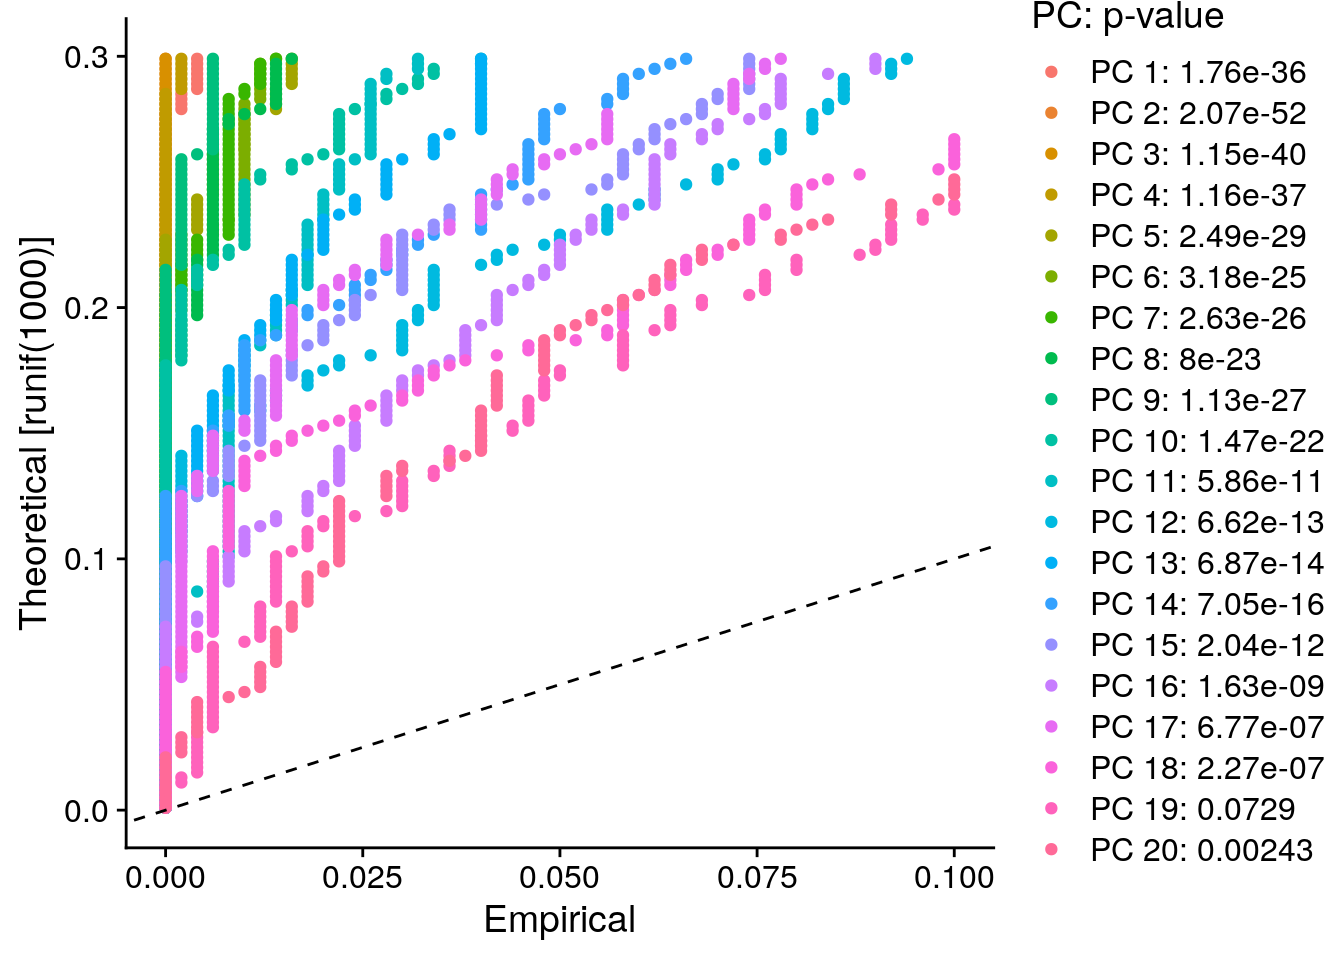 PC: p-value
PC 1: 1.76e-36
PC 2: 2.07e-52
PC 3: 1.15e-40
PC 4: 1.16e-37
PC 5: 2.49e-29
PC 6: 3.18e-25
PC 7: 2.63e-26
PC 8: 8e-23
PC 9: 1.13e-27
PC 10: 1.47e-22
PC 11: 5.86e-11
PC 12: 6.62e-13
PC 13: 6.87e-14
PC 14: 7.05e-16
PC 15: 2.04e-12
PC 16: 1.63e-09
PC 17: 6.77e-07
PC 18: 2.27e-07
PC 19: 0.0729
PC 20: 0.00243
Theoretical [runif(1000)]
0.3
0.2
0.1
0.0
0.000 0.025 0.050 0.075 0.100
Empirical